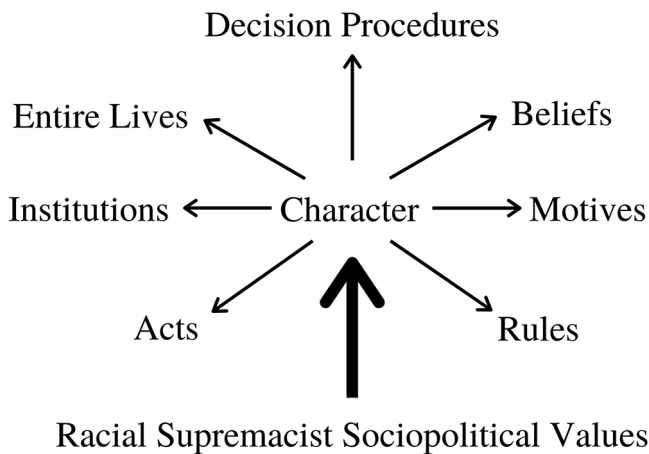 Decision Procedures
Entire Lives
Beliefs
Institutions
Character
Motives
Acts
Rules
Racial Supremacist Sociopolitical Values